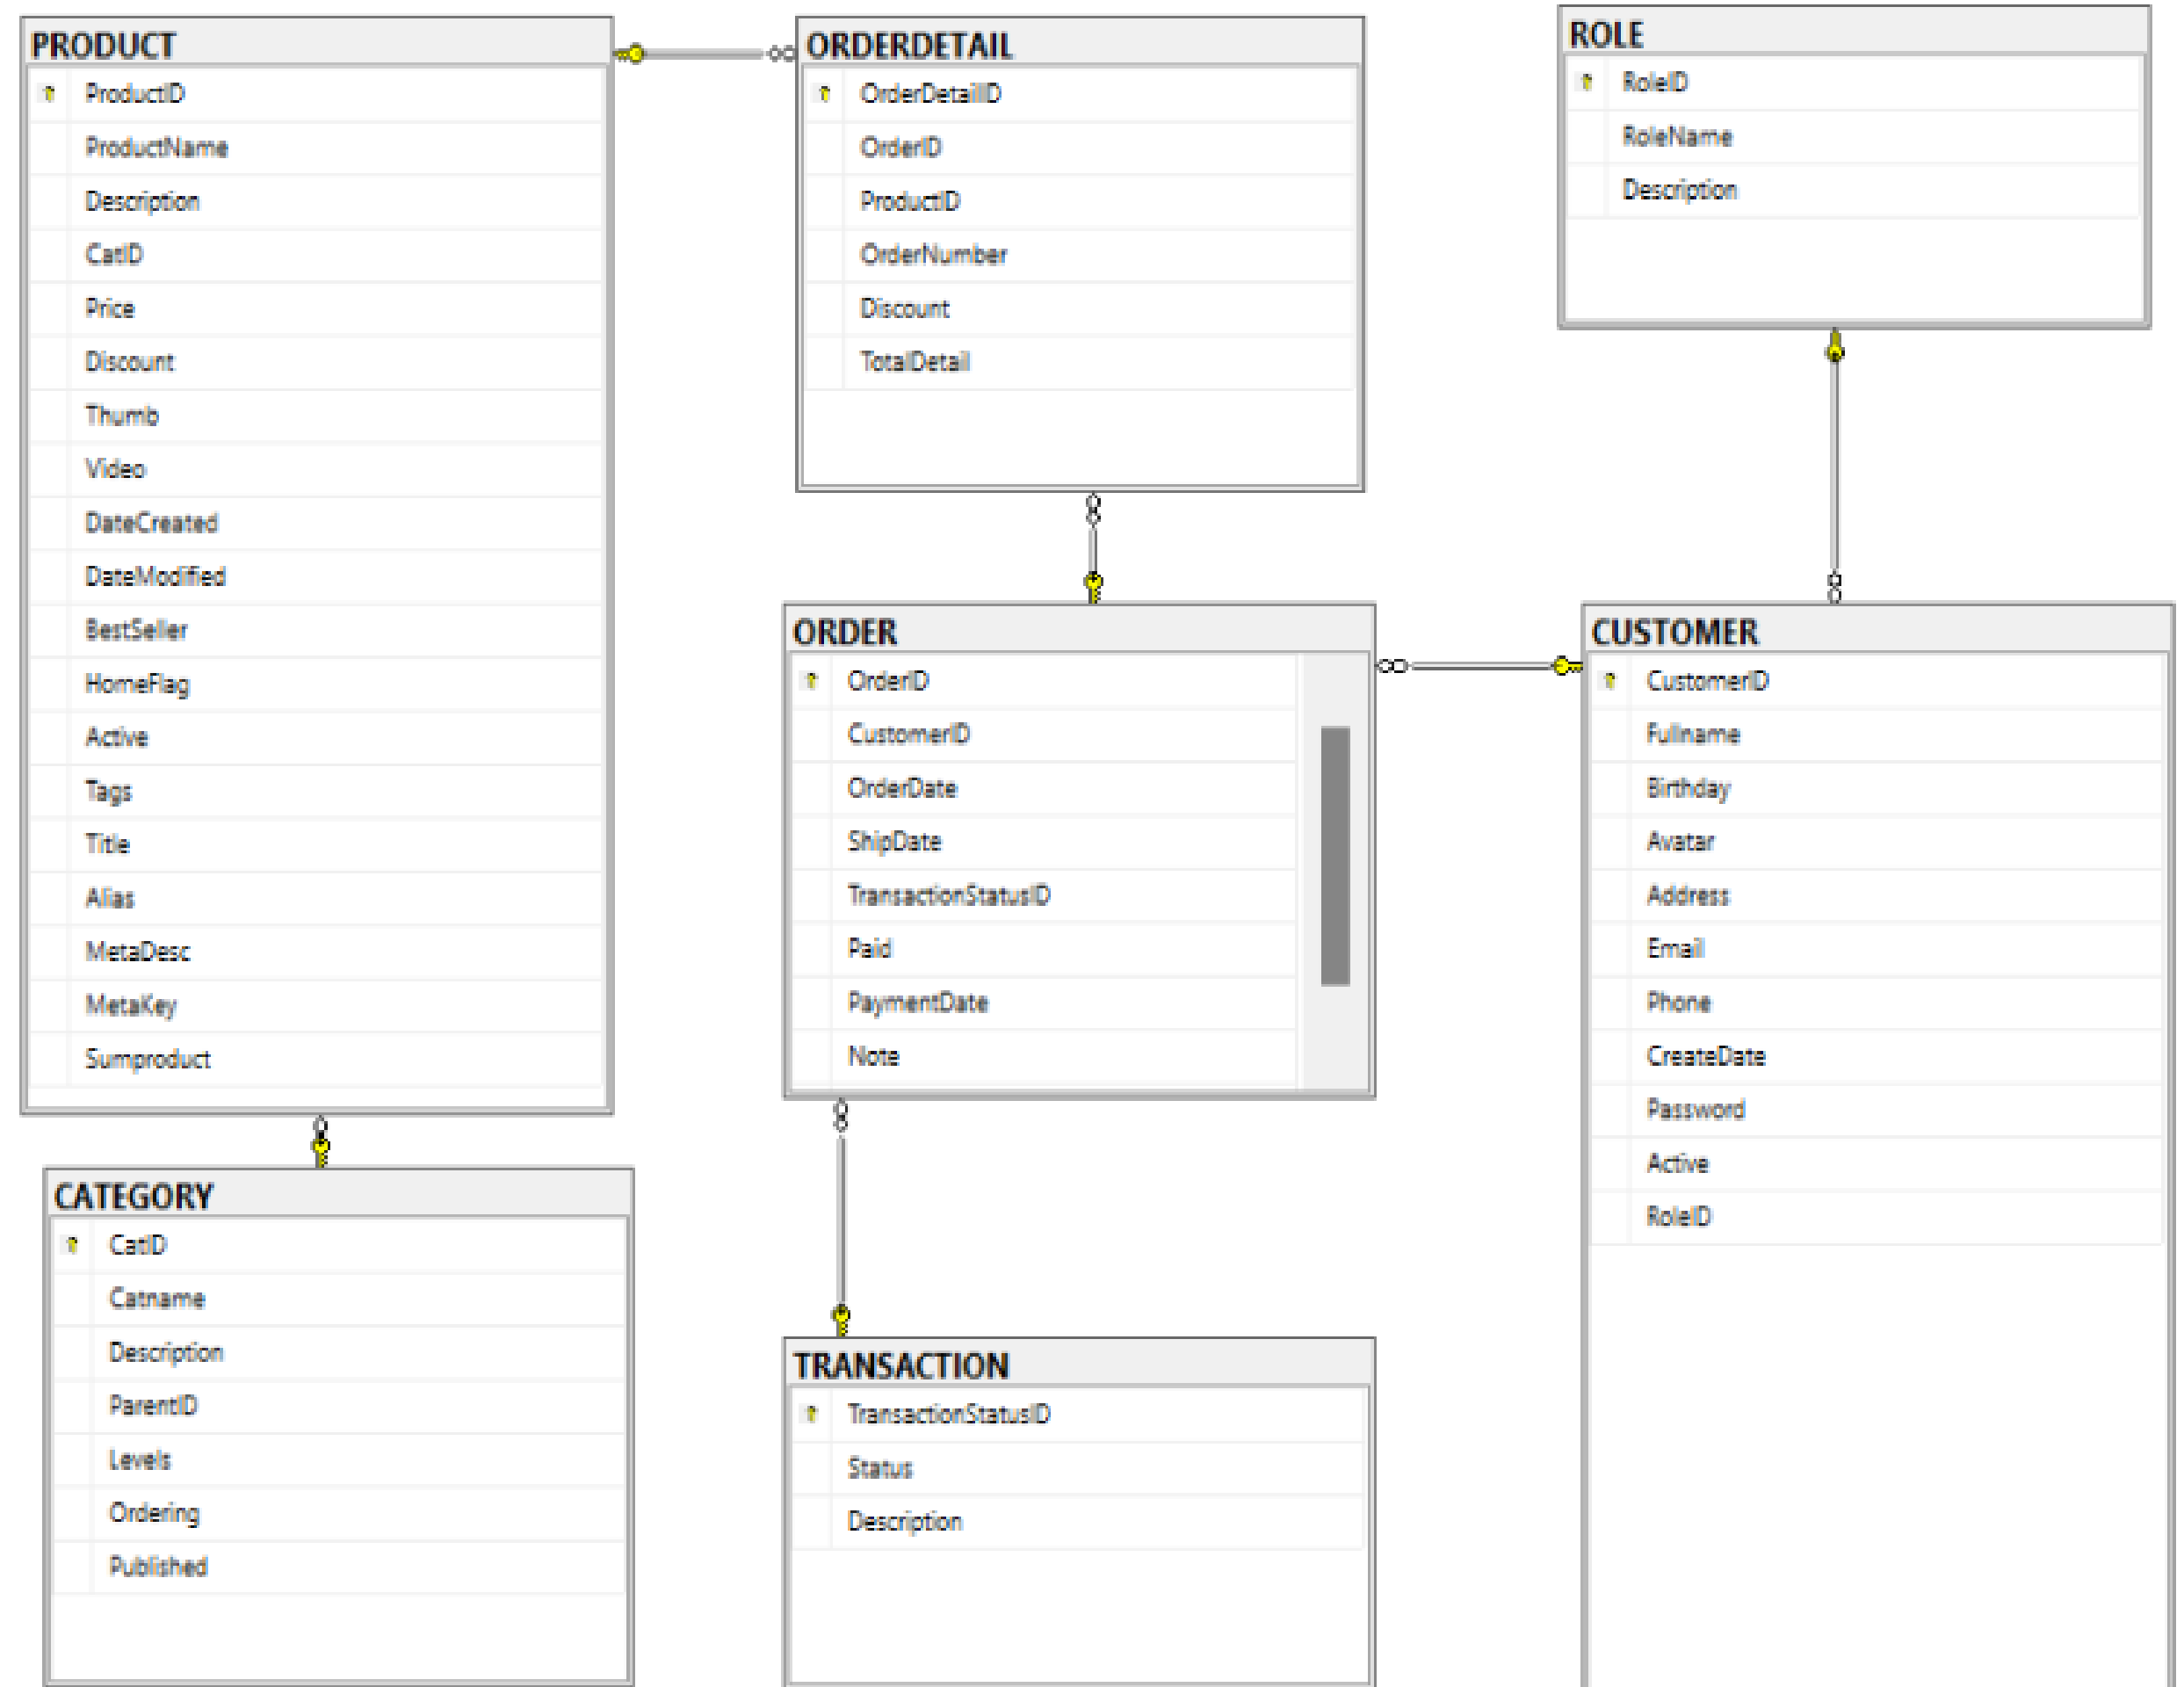 PRODUCT
ProductID
ProductName
Description
CatID
Price
Discount
Thumb
Video
DateCreated
DateModified
BestSeller
HomeFlag
Active
Tags
Title
Alias
MetaDesc
MetaKey
Sumproduct
ORDERDETAIL
OrderDetailID
OrderID
ProductID
OrderNumber
Discount
TotalDetail
ROLE
RoleID
RoleName
Description
ORDER
OrderID
CustomerID
OrderDate
ShipDate
TransactionStatusID
Paid
PaymentDate
Note
CUSTOMER
CustomerID
Fullname
Birthday
Avatar
Address
Email
Phone
CreateDate
Password
Active
RoleID
CATEGORY
CatID
Catname
Description
ParentID
Levels
Ordering
Published
TRANSACTION
TransactionStatusID
Status
Description